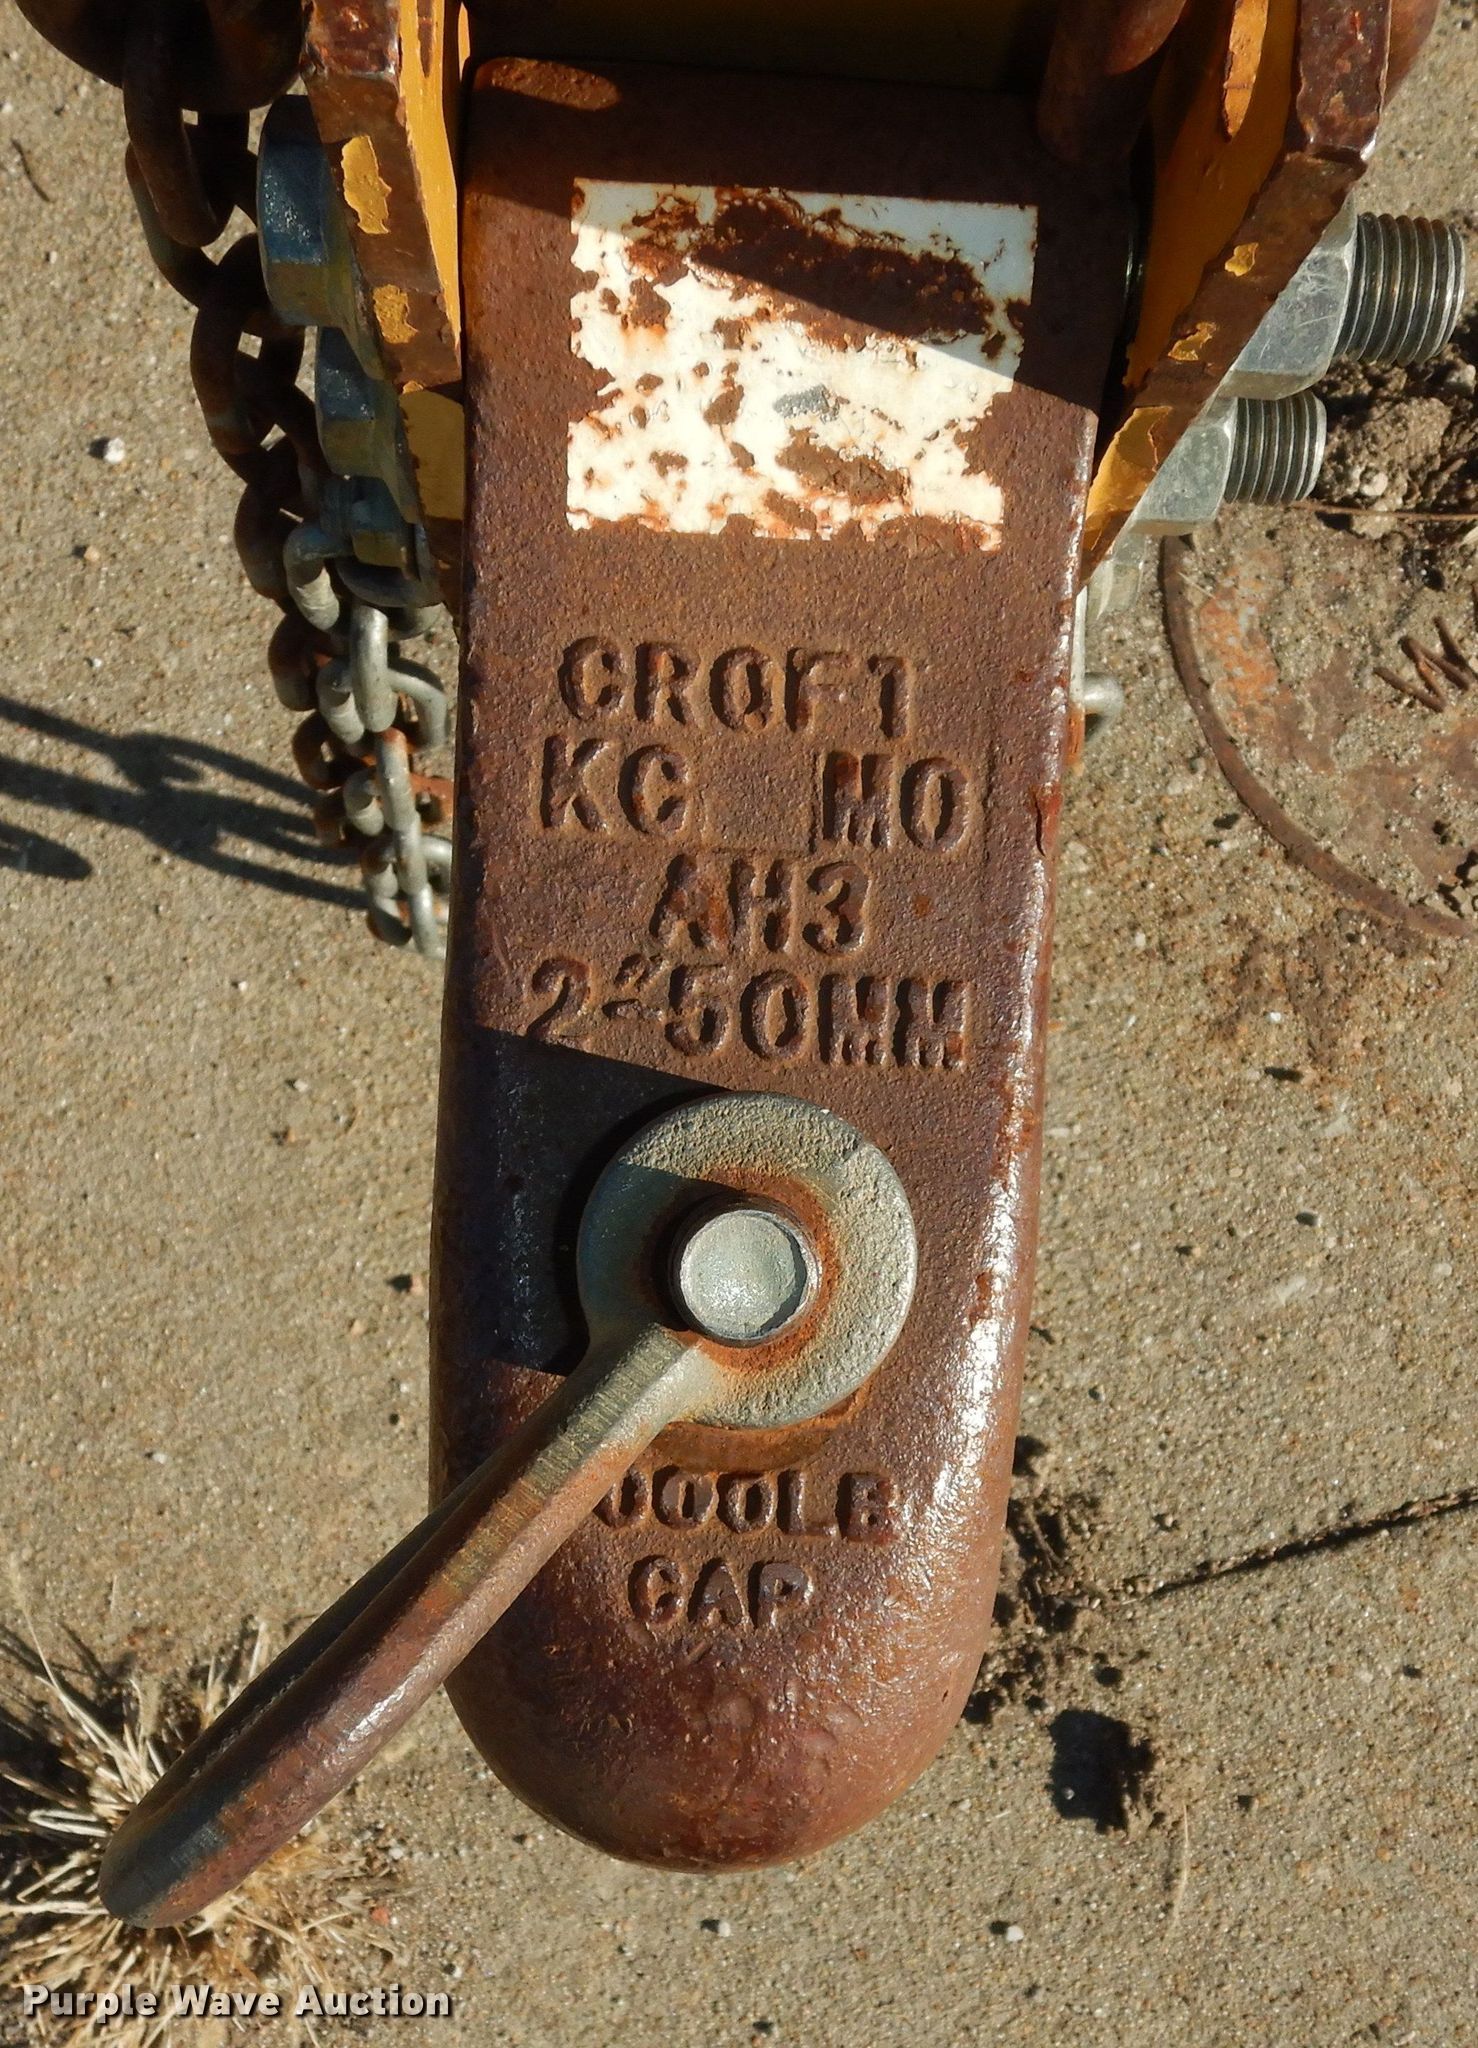 CROFT
KC MO
AH3
2"50MM
000LB
CAP
Purple Wave Auction